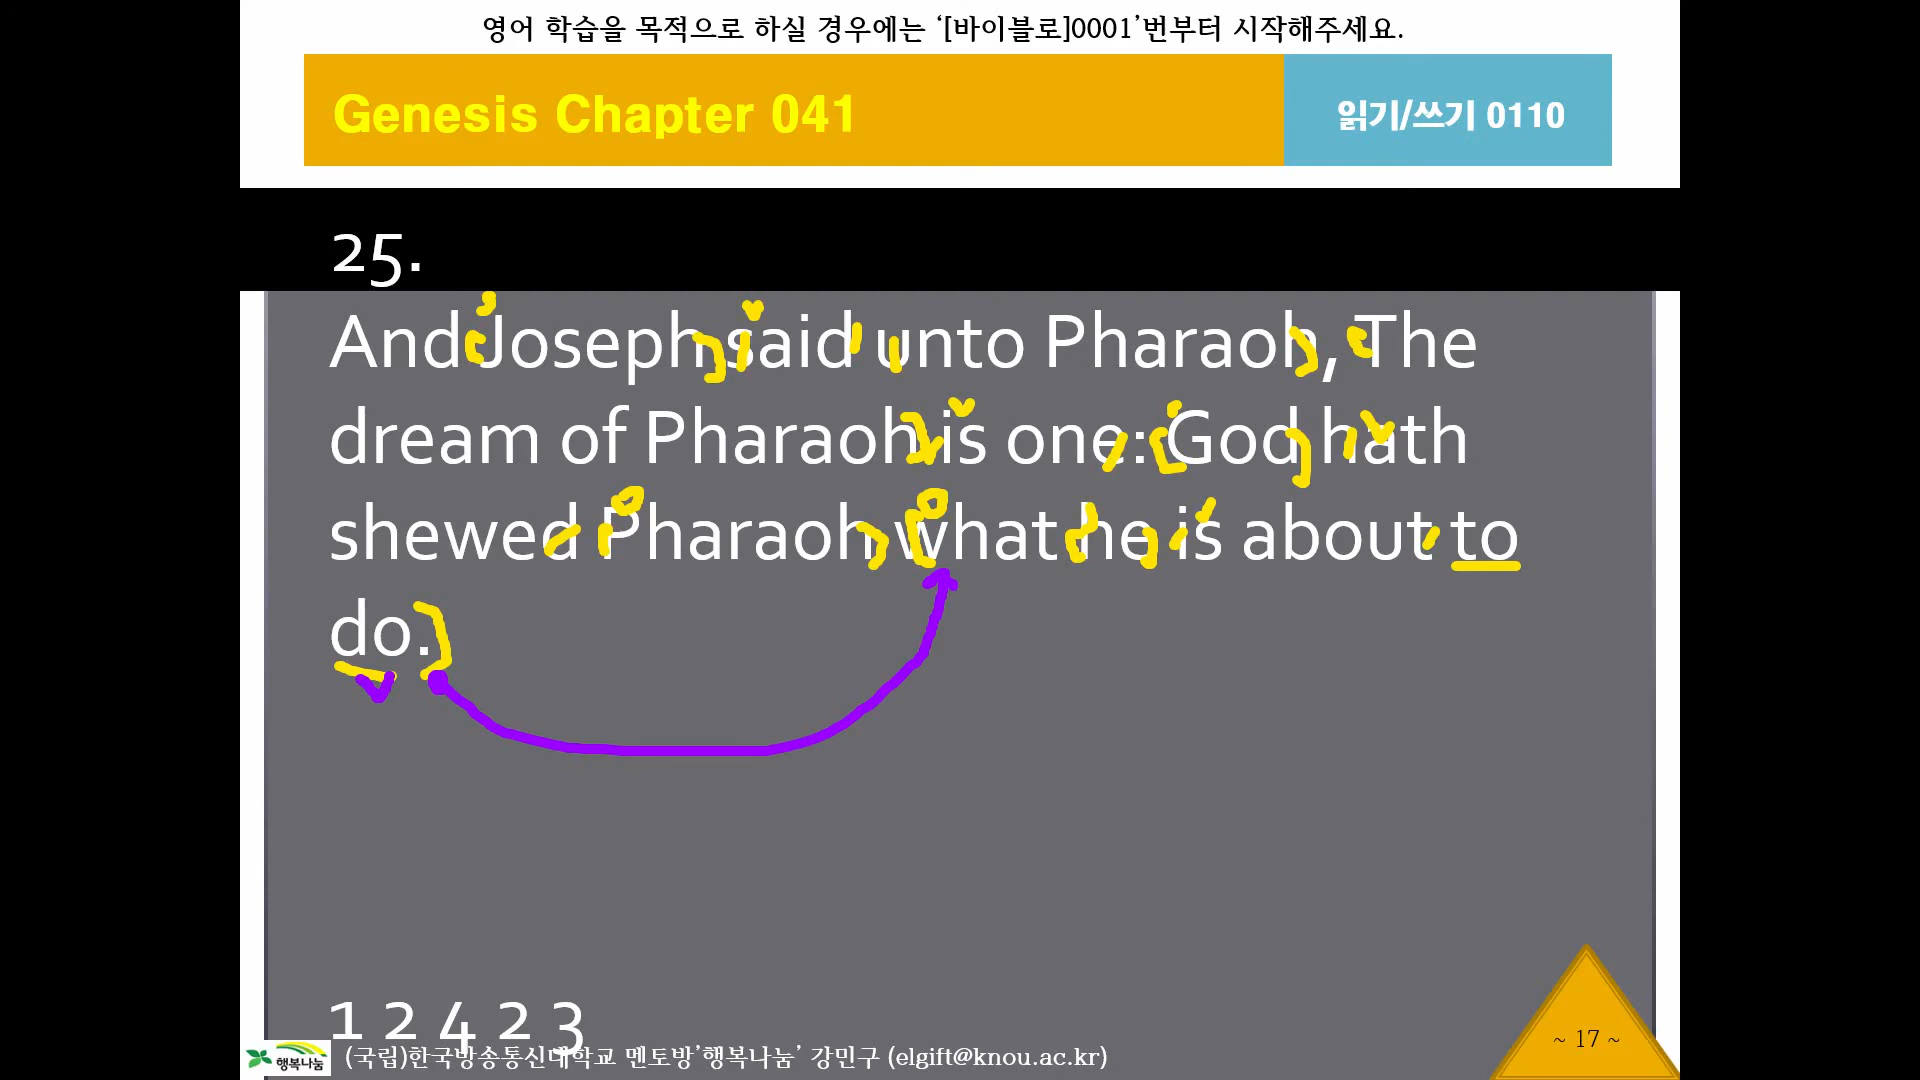 영어 학습을 목적으로 하실 경우에는 ‘[바이블로]0001’번부터 시작해주세요.
Genesis Chapter 041
읽기/쓰기 0110
25.
And Joseph said unto Pharaoh, The
dream of Pharaoh is one: God hath
shewed Pharaoh what he is about to
do.
1 2 4 2 3
행복나눔
(국립)한국방송통신대학교 멘토방’행복나눔’ 강민구 (elgift@knou.ac.kr)
~ 17 ~